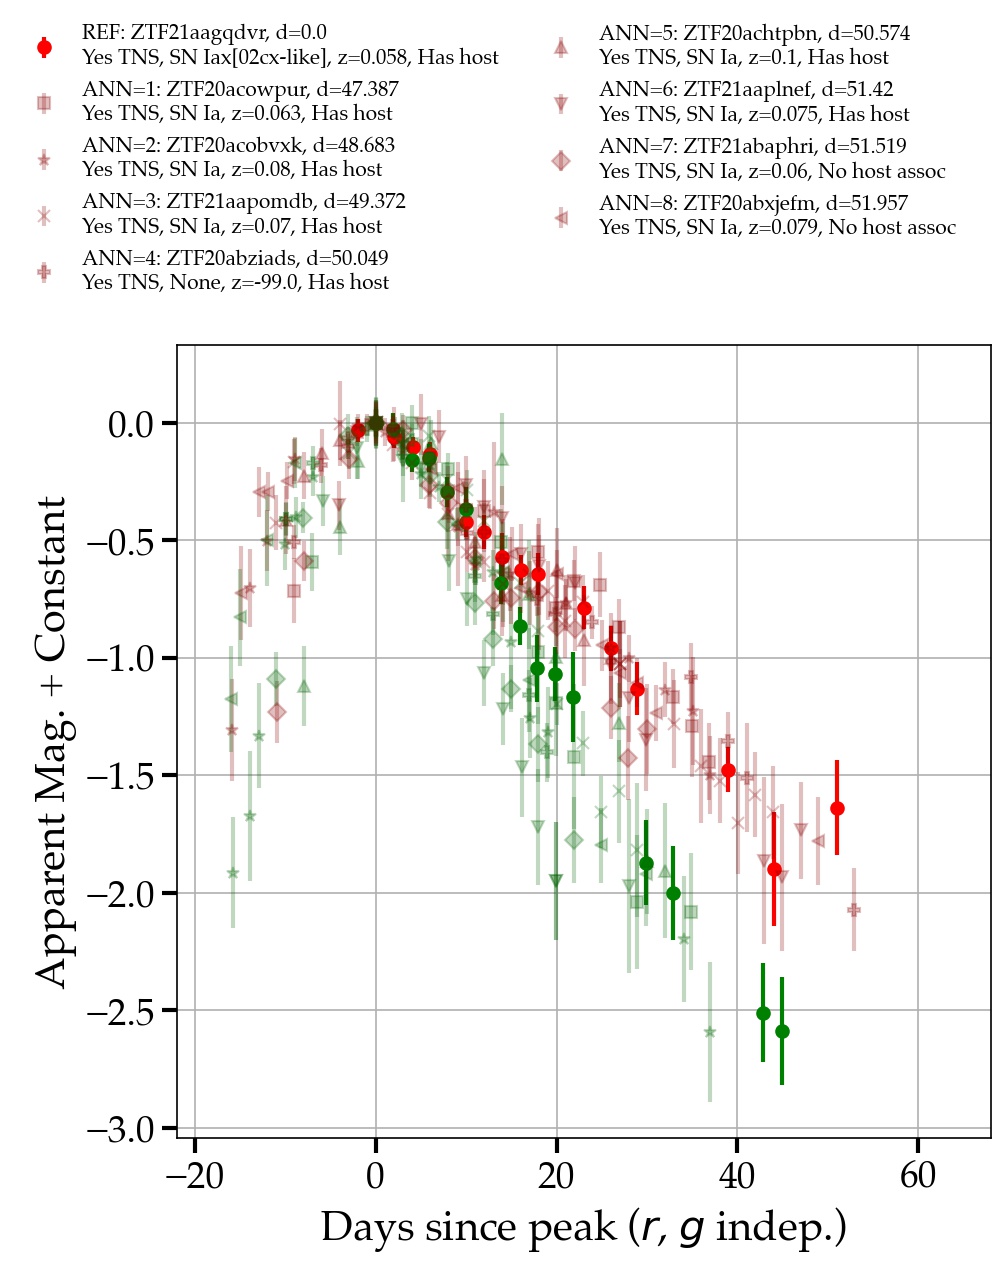 REF: ZTF21aagqdvr, d=0.0
Yes TNS, SN Iax[02cx-like], z=0.058, Has host
ANN=1: ZTF20acowpur, d=47.387
Yes TNS, SN Ia, z=0.063, Has host
ANN=2: ZTF20acobvxk, d=48.683
Yes TNS, SN Ia, z=0.08, Has host
ANN=3: ZTF21aapomdb, d=49.372
Yes TNS, SN Ia, z=0.07, Has host
ANN=4: ZTF20abziads, d=50.049
Yes TNS, None, z=-99.0, Has host
ANN=5: ZTF20achtpbn, d=50.574
Yes TNS, SN Ia, z=0.1, Has host
ANN=6: ZTF21aaplnef, d=51.42
Yes TNS, SN Ia, z=0.075, Has host
ANN=7: ZTF21abaphri, d=51.519
Yes TNS, SN Ia, z=0.06, No host assoc
ANN=8: ZTF20abxjefm, d=51.957
Yes TNS, SN Ia, z=0.079, No host assoc
Apparent Mag. + Constant
0.0
−0.5
−1.0
−1.5
−2.0
−2.5
−3.0
−20
0
20
40
60
Days since peak (r, g indep.)